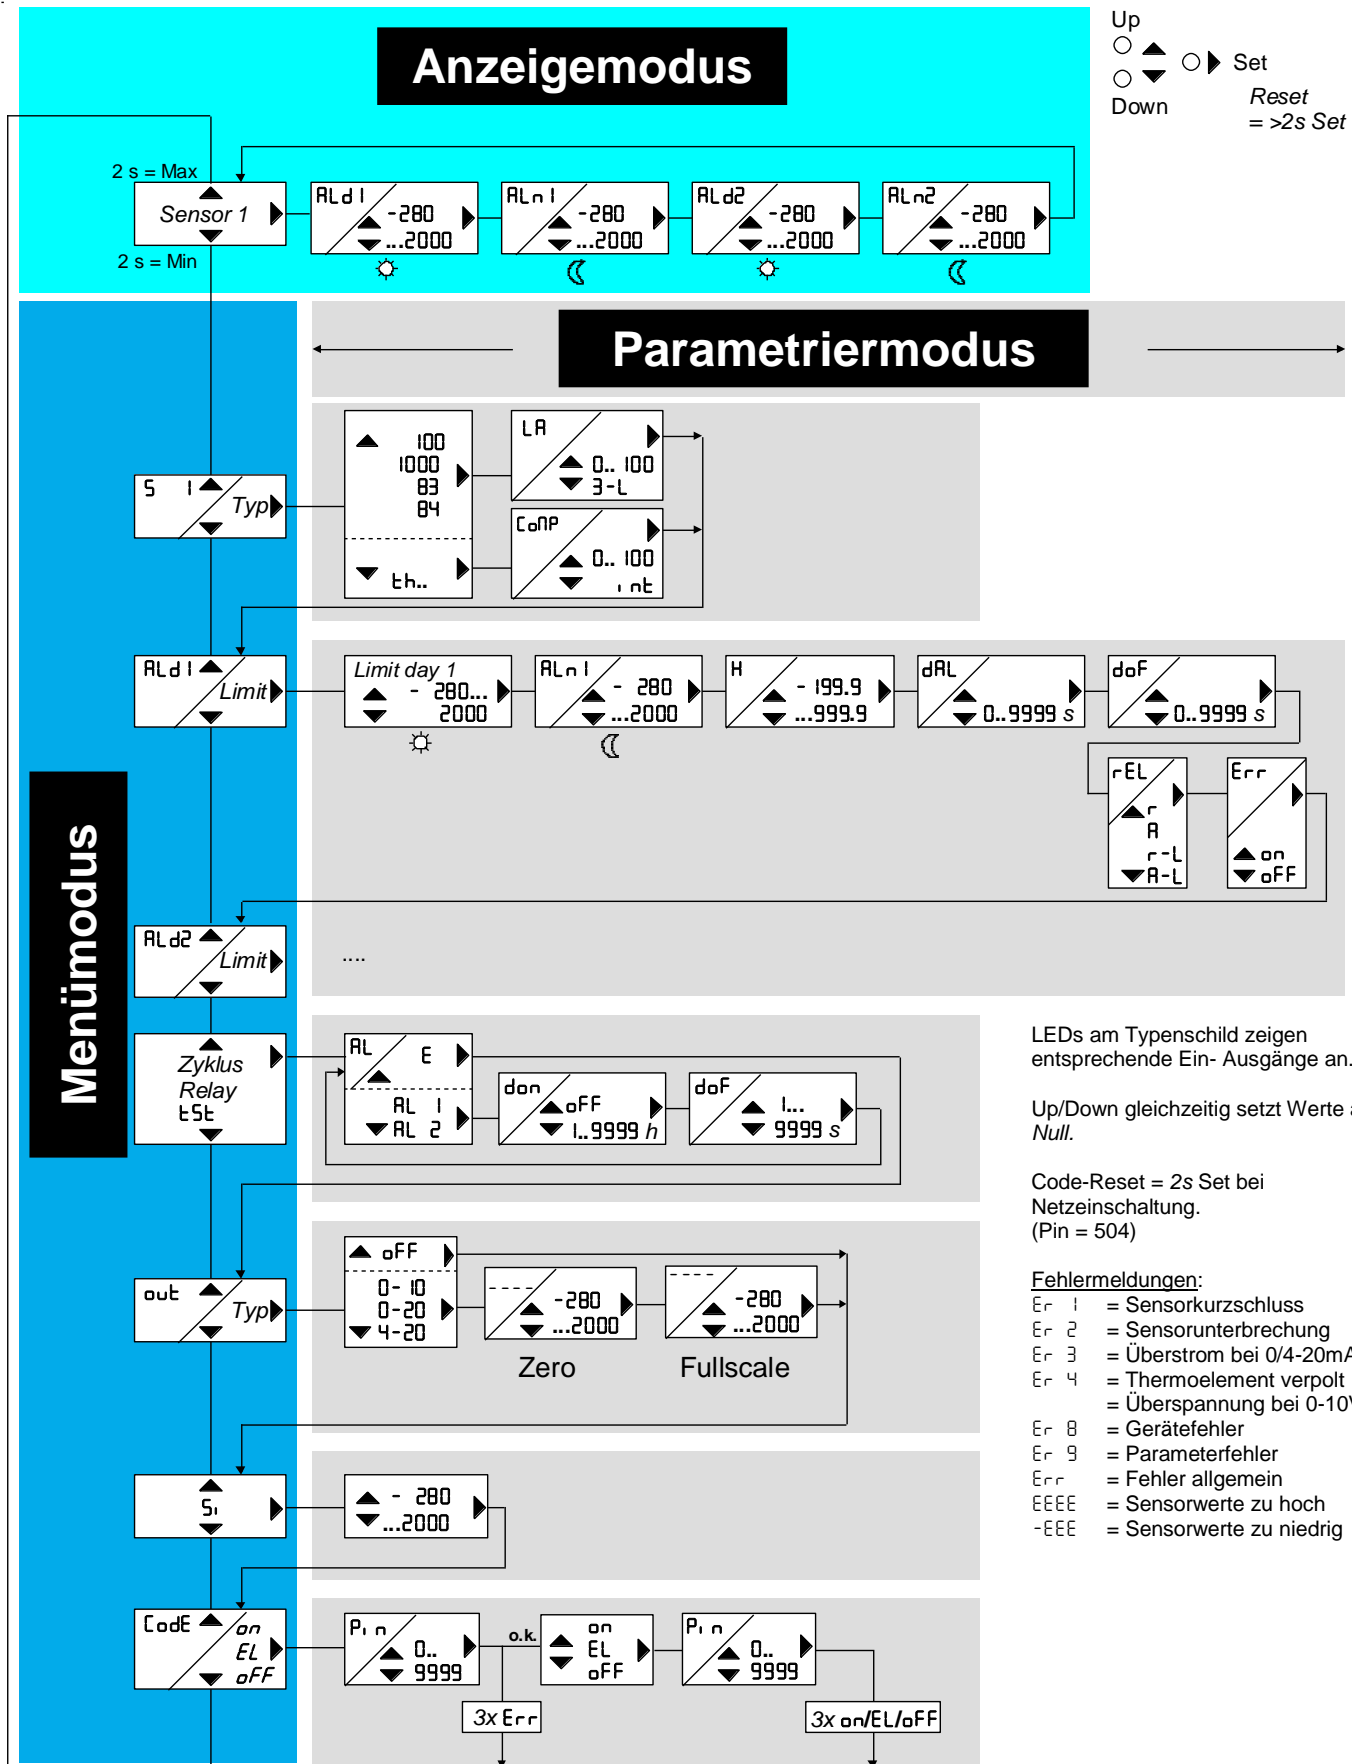 Anzeigemodus
Up
Set
Down
Reset
= >2s Set
2 s = Max
Sensor 1
2 s = Min
ALd1
-280
...2000
ALn1
-280
...2000
ALd2
-280
...2000
ALn2
-280
...2000
Parametriermodus
Menümodus
S 1
Typ
100
1000
83
84
th..
LA
0.. 100
3-L
CoMP
0.. 100
int
ALd1
Limit
Limit day 1
- 280...
2000
ALn1
- 280
...2000
H
- 199.9
...999.9
dAL
0..9999 s
doF
0..9999 s
rEL
r
A
r-L
A-L
Err
on
oFF
ALd2
Limit
....
Zyklus
Relay
tSt
AL
E
AL 1
AL 2
don
oFF
1..9999 h
doF
1...
9999 s
LEDs am Typenschild zeigen
entsprechende Ein- Ausgänge an.
Up/Down gleichzeitig setzt Werte
Null.
Code-Reset = 2s Set bei
Netzeinschaltung.
(Pin = 504)
out
Typ
oFF
0-10
0-20
4-20
----
-280
...2000
Zero
----
-280
...2000
Fullscale
Fehlermeldungen:
Er 1 = Sensorkurzschluss
Er 2 = Sensorunterbrechung
Er 3 = Überstrom bei 0/4-20mA
Er 4 = Thermoelement verpolt
= Überspannung bei 0-10V
Er 8 = Gerätefehler
Er 9 = Parameterfehler
Err = Fehler allgemein
EEEE = Sensorwerte zu hoch
-EEE = Sensorwerte zu niedrig
Si
- 280
...2000
CodE
on
EL
oFF
Pin
0..
9999
o.k.
on
EL
oFF
Pin
0..
9999
3x Err
3x on/EL/oFF